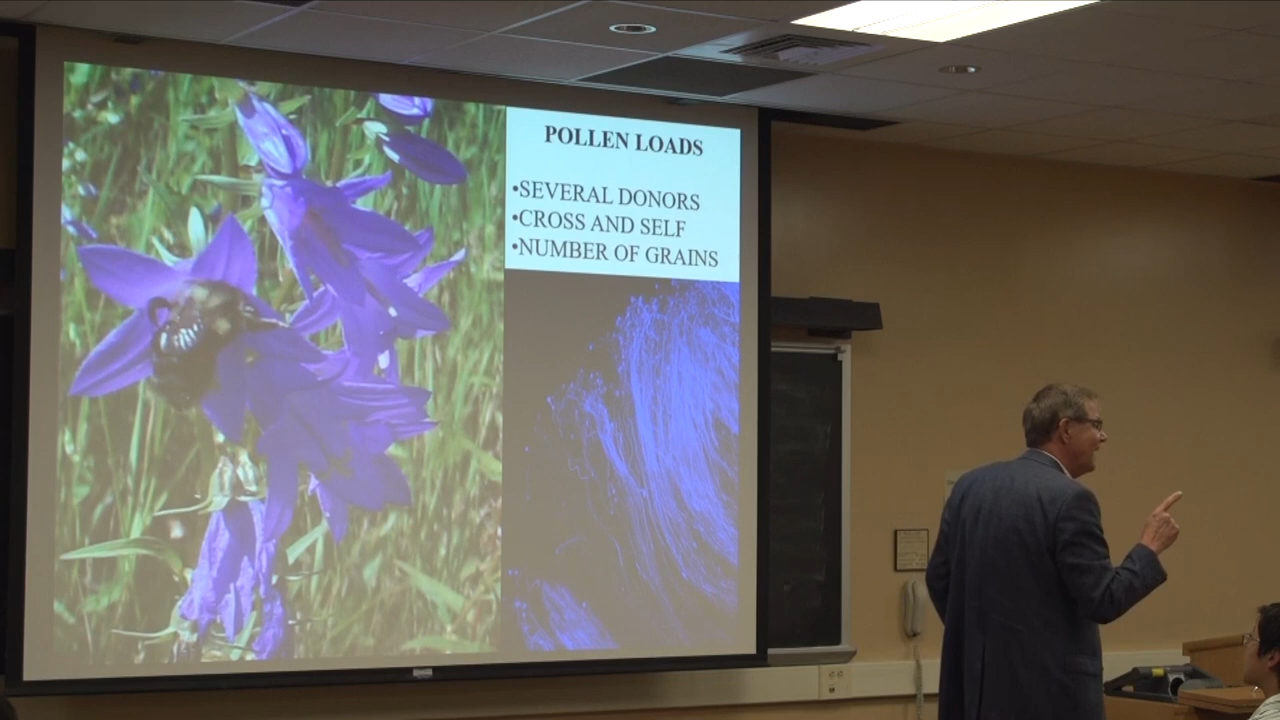 POLLEN LOADS
•SEVERAL DONORS
•CROSS AND SELF
•NUMBER OF GRAINS